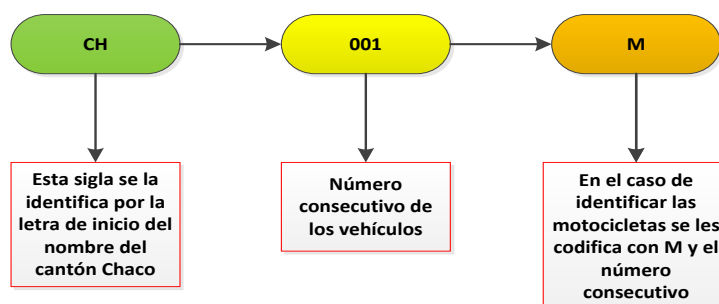 CH
001
M
Esta sigla se la
identifica por la
letra de inicio del
nombre del
cantón Chaco
Número
consecutivo de
los vehículos
En el caso de
identificar las
motocicletas se les
codifica con M y el
número
consecutivo